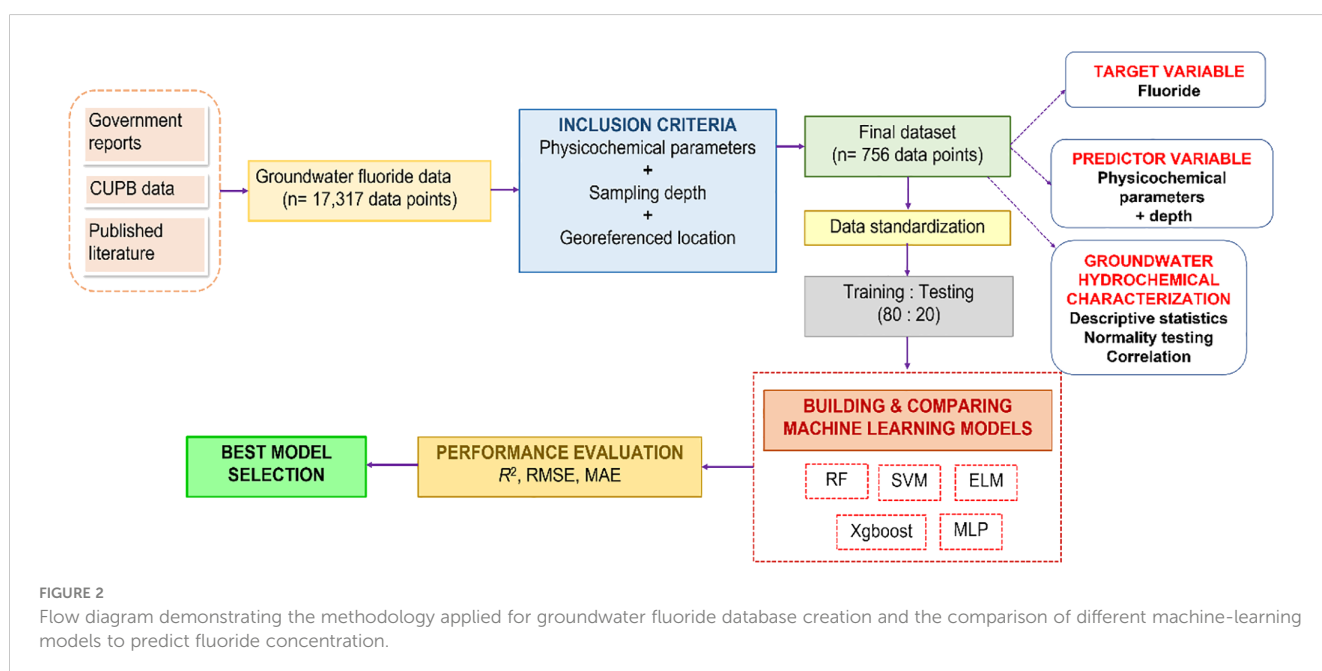 Government
reports
CUPB data
Published
literature
Groundwater fluoride data
(n= 17,317 data points)
INCLUSION CRITERIA
Physicochemical parameters
+
Sampling depth
+
Georeferenced location
Final dataset
(n= 756 data points)
Data standardization
Training : Testing
(80 : 20)
TARGET VARIABLE
Fluoride
PREDICTOR VARIABLE
Physicochemical
parameters
+ depth
GROUNDWATER
HYDROCHEMICAL
CHARACTERIZATION
Descriptive statistics
Normality testing
Correlation
BUILDING & COMPARING
MACHINE LEARNING MODELS
RF
SVM
ELM
Xgboost
MLP
PERFORMANCE EVALUATION
R², RMSE, MAE
BEST MODEL
SELECTION
FIGURE 2
Flow diagram demonstrating the methodology applied for groundwater fluoride database creation and the comparison of different machine-learning
models to predict fluoride concentration.